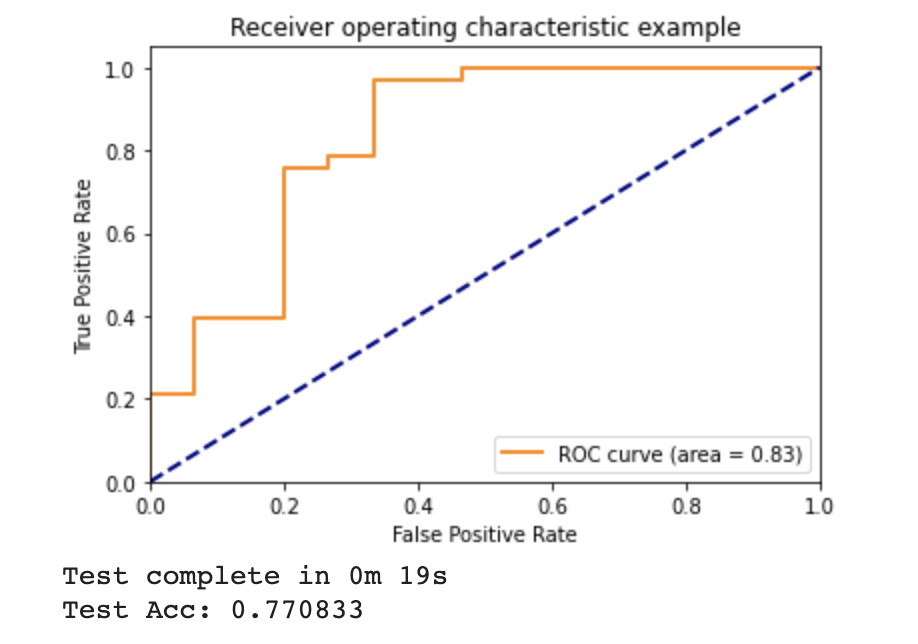 Receiver operating characteristic example
1.0
0.8
0.6
0.4
0.2
0.0
True Positive Rate
ROC curve (area = 0.83)
0.0 0.2 0.4 0.6 0.8 1.0
False Positive Rate
Test complete in 0m 19s
Test Acc: 0.770833